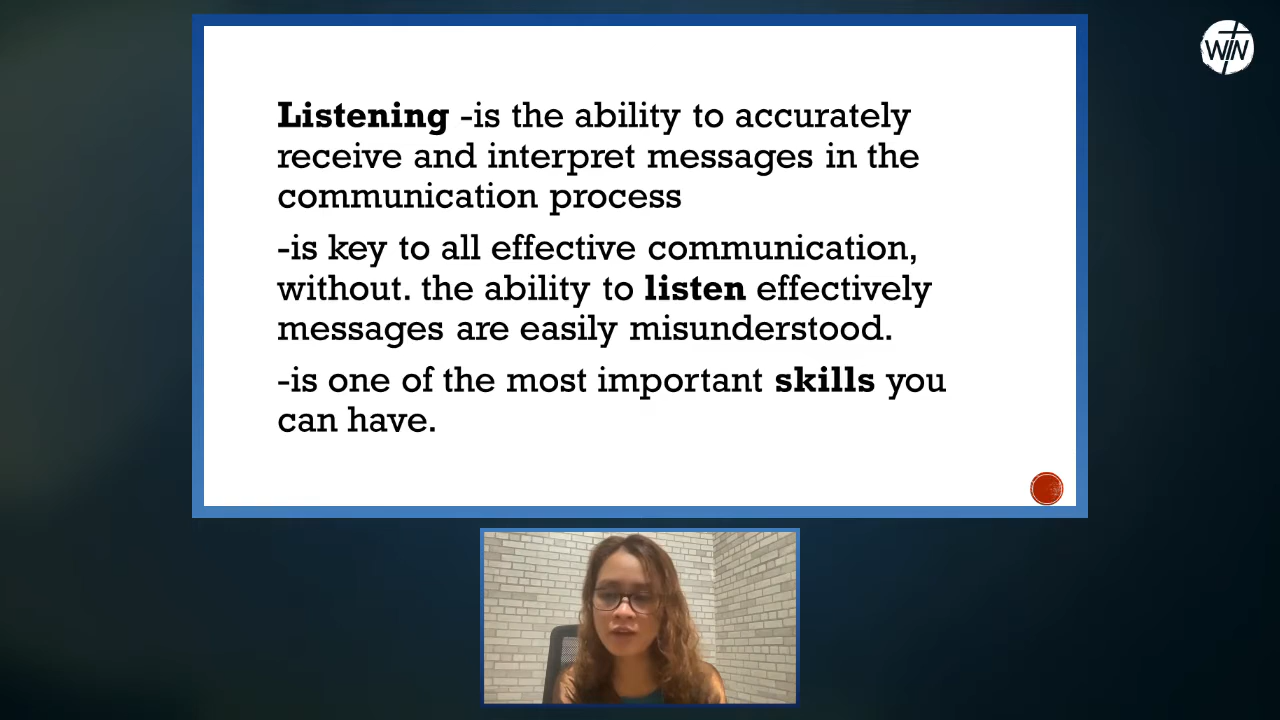 WIN
Listening -is the ability to accurately
receive and interpret messages in the
communication process
-is key to all effective communication,
without. the ability to listen effectively
messages are easily misunderstood.
-is one of the most important skills you
can have.